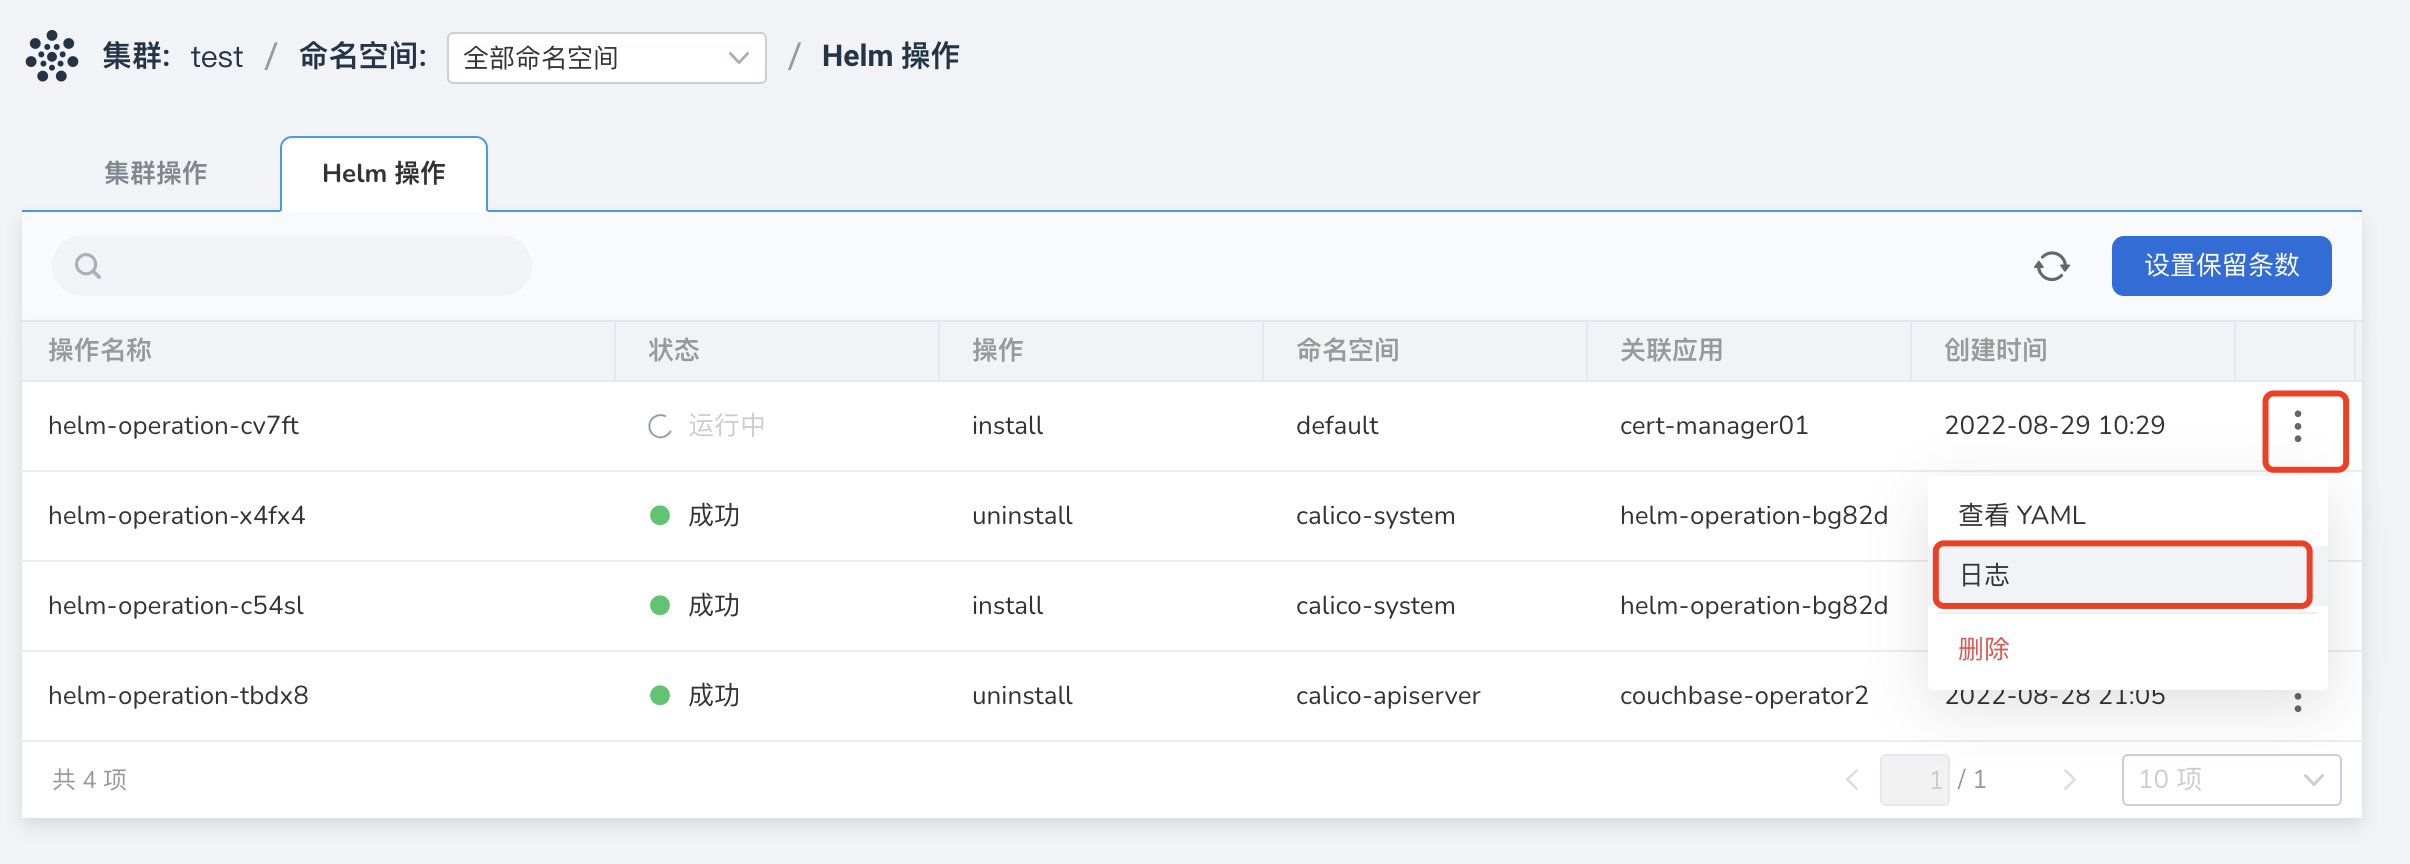 集群: test / 命名空间: 全部命名空间 / Helm 操作
集群操作 Helm 操作
设置保留条数
操作名称 状态 操作 命名空间 关联应用 创建时间
helm-operation-cv7ft 运行中 install default cert-manager01 2022-08-29 10:29
helm-operation-x4fx4 成功 uninstall calico-system helm-operation-bg82d
查看 YAML
日志
helm-operation-c54sl 成功 install calico-system helm-operation-bg82d
删除
helm-operation-tbdx8 成功 uninstall calico-apiserver couchbase-operator2 2022-08-28 21:05
共 4 项 1 / 1 10 项